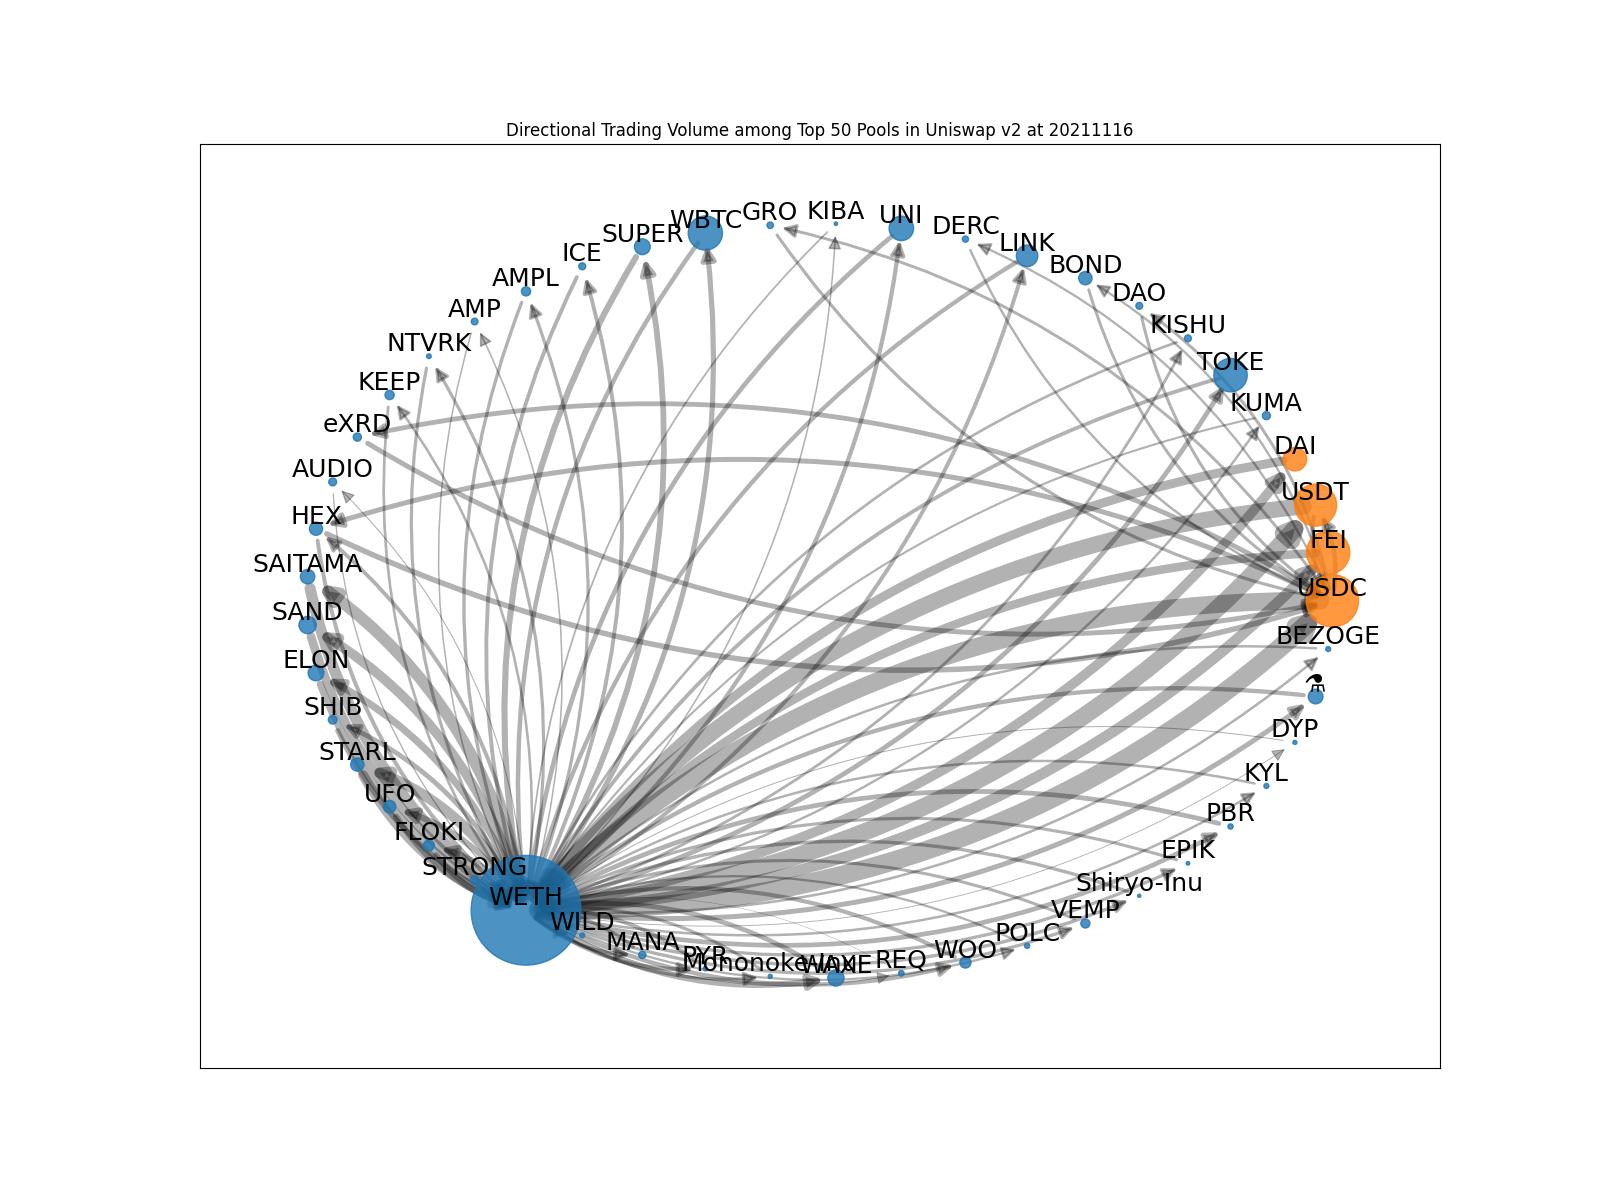 Directional Trading Volume among Top 50 Pools in Uniswap v2 at 20211116
WBTC
GRO
KIBA
UNI
DERC
SUPER
LINK
ICE
BOND
AMPL
DAO
AMP
KISHU
NTVRK
TOKE
KEEP
KUMA
eXRD
DAI
AUDIO
USDT
HEX
FEI
SAITAMA
USDC
SAND
BEZOGE
ELON
⚗
SHIB
DYP
STARL
KYL
UFO
PBR
FLOKI
EPIK
STRONG
Shiryo-Inu
WETH
VEMP
WILD
POLC
MANA
WOO
PYR
REQ
Mononoke-Inu